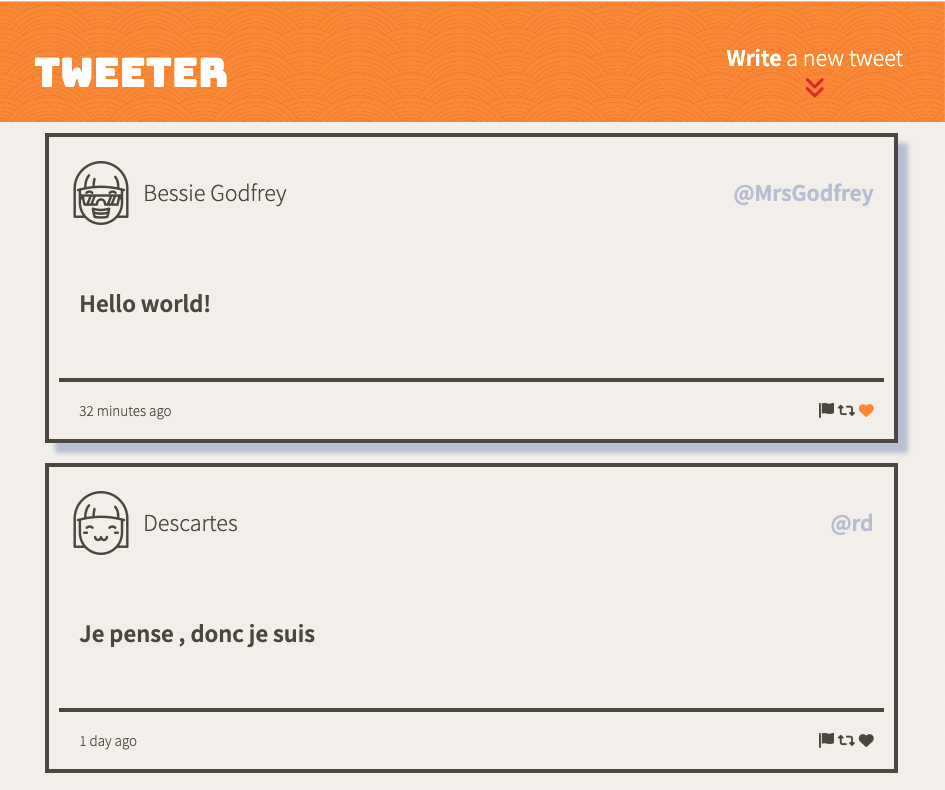 TWEETER
Write a new tweet
Bessie Godfrey
@MrsGodfrey
Hello world!
32 minutes ago
Descartes
@rd
Je pense , donc je suis
1 day ago